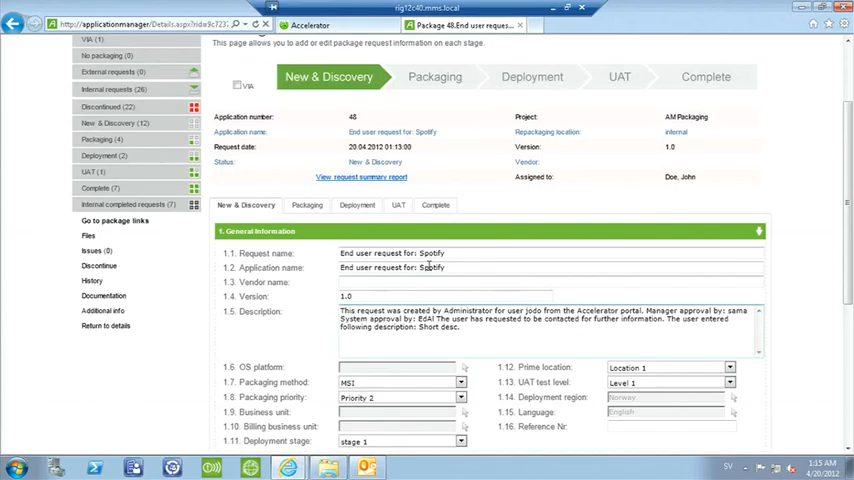 rig12c40.mms.local
Accelerator
Package 48.End user reques...
This page allows you to add or edit package request information on each stage.
VIA (1)
No packaging (0)
External requests (0)
Internal requests (26)
Discontinued (22)
New & Discovery (12)
Packaging (4)
Deployment (2)
UAT (1)
Complete (7)
Internal completed requests (7)
Go to package links
Files
Issues (0)
Discontinue
History
Documentation
Additional info
Return to details
VIA
New & Discovery
Packaging
Deployment
UAT
Complete
Application number: 48 Project: AM Packaging
Application name: End user request for: Spotify Repackaging location: internal
Request date: 20.04.2012 01:13:00 Version: 1.0
Status: New & Discovery Vendor:
View request summary report Assigned to: Doe, John
New & Discovery Packaging Deployment UAT Complete
1. General Information
1.1. Request name: End user request for: Spotify
1.2. Application name: End user request for: Spotify
1.3. Vendor name:
1.4. Version: 1.0
1.5. Description: This request was created by Administrator for user jodo from the Accelerator portal. Manager approval by: sama
System approval by: EdAl The user has requested to be contacted for further information. The user entered
following description: Short desc.
1.6. OS platform: 1.12. Prime location: Location 1
1.7. Packaging method: MSI 1.13. UAT test level: Level 1
1.8. Packaging priority: Priority 2 1.14. Deployment region: Norway
1.9. Business unit: 1.15. Language: English
1.10. Billing business unit: 1.16. Reference Nr:
1.11. Deployment stage: stage 1
SV
1:15 AM
4/20/2012